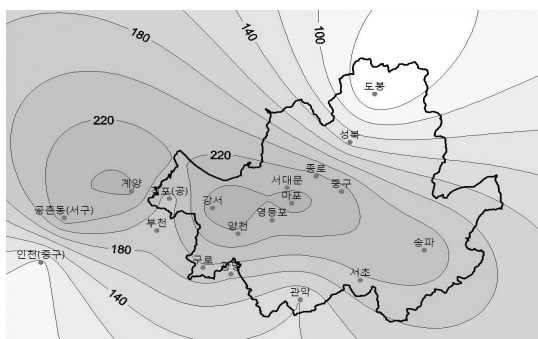 180
140
100
도봉
220
성북
220
종로
계양
서대문
중구
김포(공)
마포
강서
공촌동(서구)
영등포
부천
양천
송파
180
인천(중구)
구로
서초
140
관악